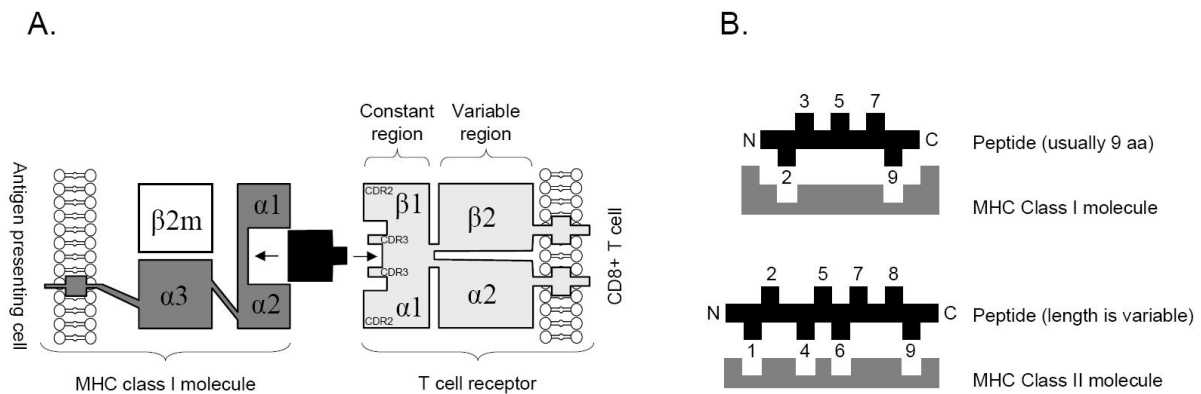 A.
Constant
region
Variable
region
Antigen presenting cell
β2m
α3
α1
α2
CDR2
β1
CDR3
CDR3
α1
CDR2
β2
α2
CD8+ T cell
MHC class I molecule
T cell receptor
B.
3 5 7
N C
Peptide (usually 9 aa)
2 9
MHC Class I molecule
2 5 7 8
N C
Peptide (length is variable)
1 4 6 9
MHC Class II molecule